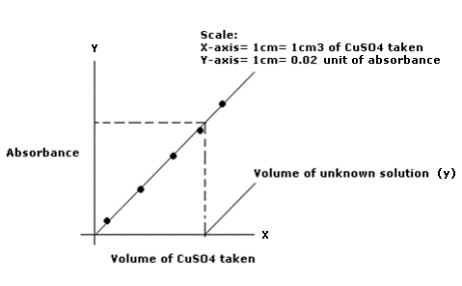 Scale:
X-axis= 1cm= 1cm3 of CuSO4 taken
Y-axis= 1cm= 0.02 unit of absorbance
Y
Absorbance
Volume of unknown solution (y)
X
Volume of CuSO4 taken